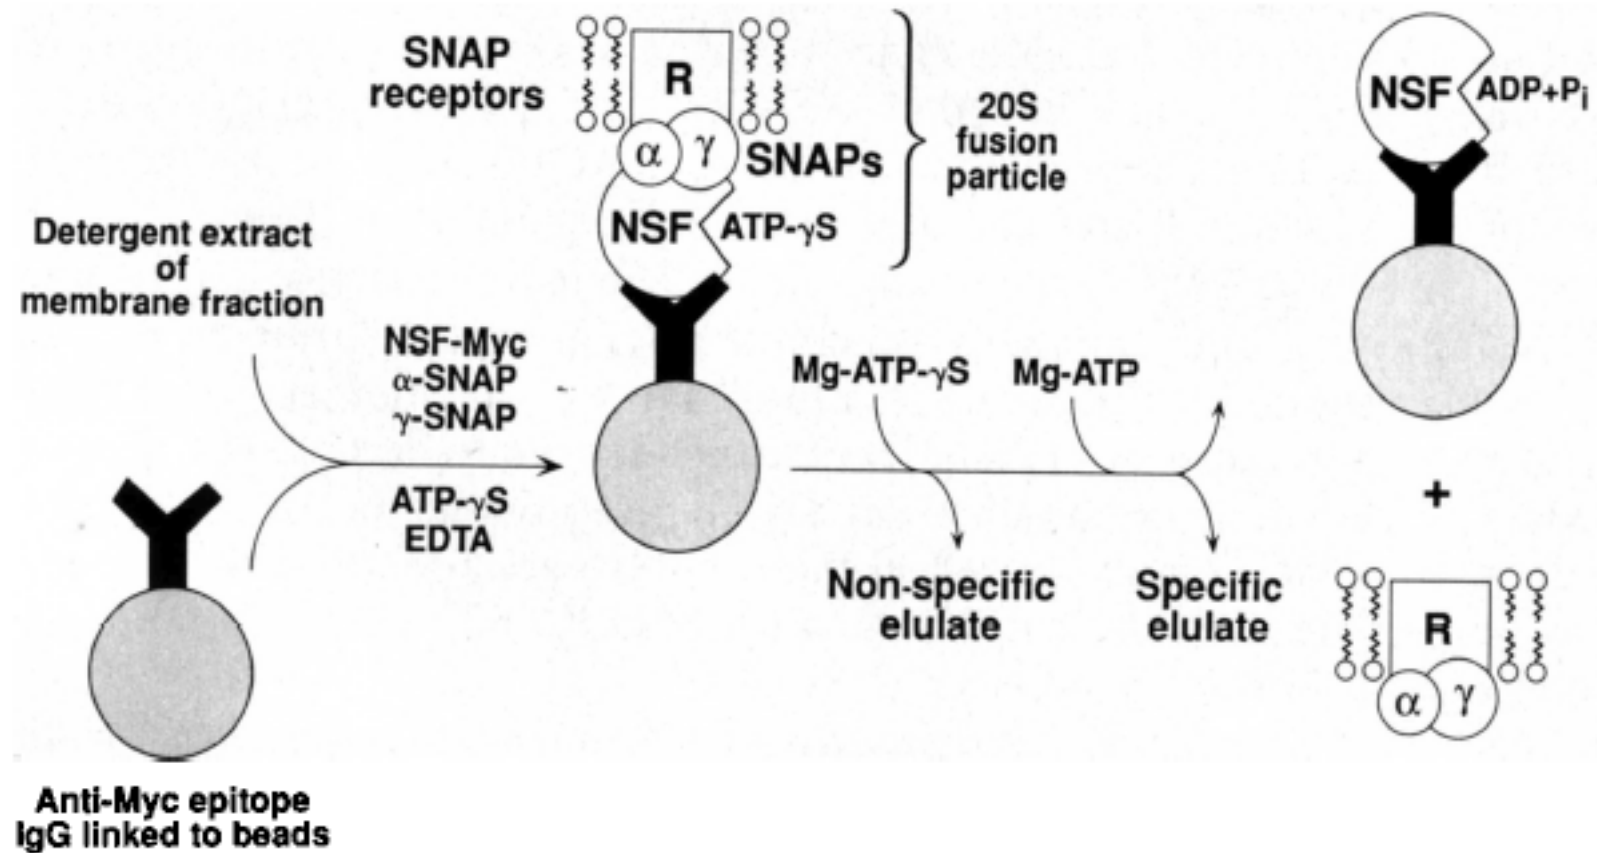 SNAP
receptors
R
α
γ
SNAPs
NSF
ATP-γS
20S
fusion
particle
Detergent extract
of
membrane fraction
NSF-Myc
α-SNAP
γ-SNAP
ATP-γS
EDTA
Anti-Myc epitope
IgG linked to beads
Mg-ATP-γS
Mg-ATP
Non-specific
elulate
Specific
elulate
NSF
ADP+Pi
+
R
α
γ